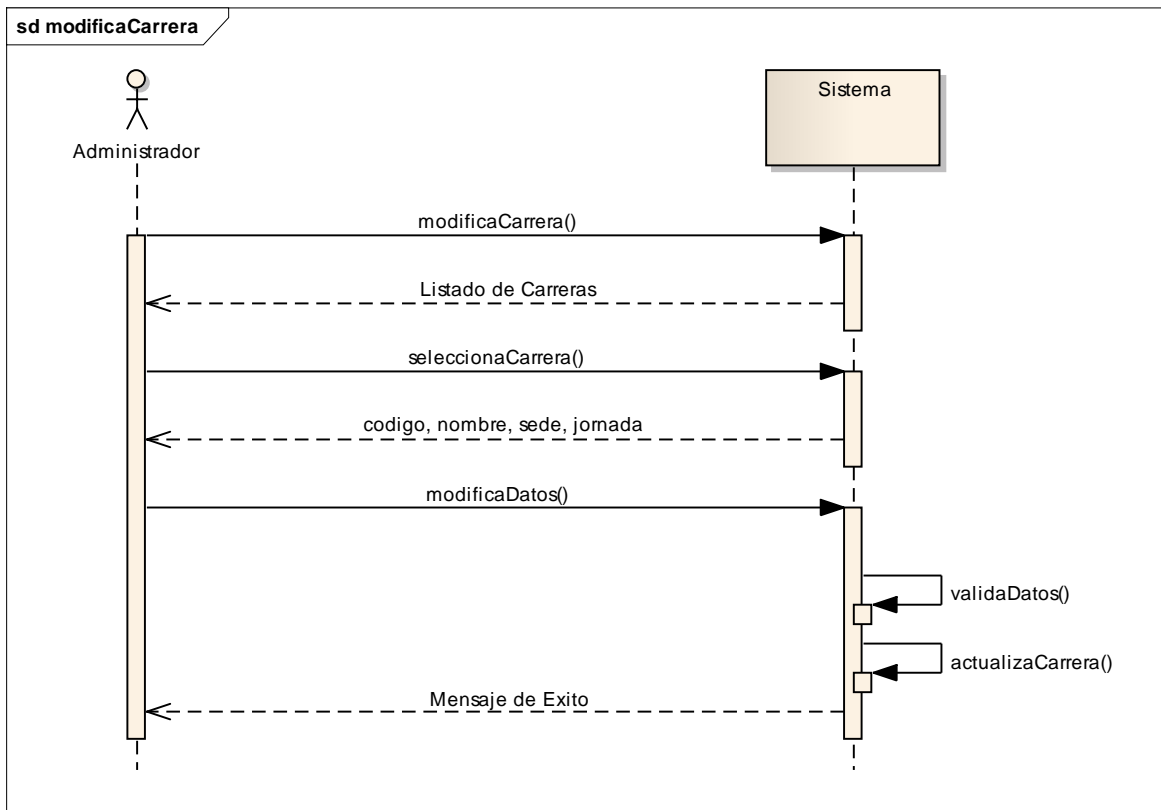 sd modificaCarrera
Sistema
Administrador
modificaCarrera()
Listado de Carreras
seleccionaCarrera()
codigo, nombre, sede, jornada
modificaDatos()
validaDatos()
actualizaCarrera()
Mensaje de Exito